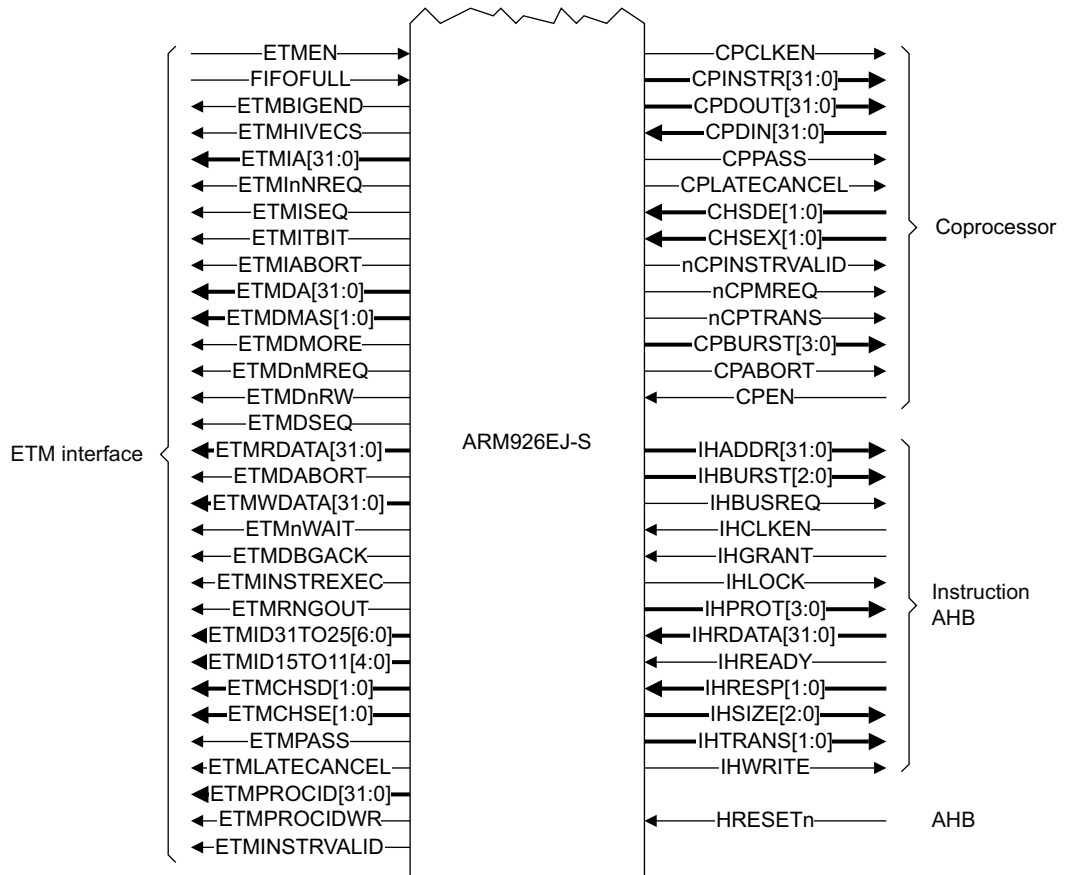 ETMEN
FIFOFULL
ETMBIGEND
ETMHIVECS
ETMIA[31:0]
ETMInNREQ
ETMISEQ
ETMITBIT
ETMIABORT
ETMDA[31:0]
ETMDMAS[1:0]
ETMDMORE
ETMDnMREQ
ETMDnRW
ETMDSEQ
ETMRDATA[31:0]
ETMDABORT
ETMWDATA[31:0]
ETMnWAIT
ETMDBGACK
ETMINSTREXEC
ETMRNGOUT
ETMID31TO25[6:0]
ETMID15TO11[4:0]
ETMCHSD[1:0]
ETMCHSE[1:0]
ETMPASS
ETMLATECANCEL
ETMPROCID[31:0]
ETMPROCIDWR
ETMINSTRVALID
ETM interface
ARM926EJ-S
CPCLKEN
CPINSTR[31:0]
CPDOUT[31:0]
CPDIN[31:0]
CPPASS
CPLATECANCEL
CHSDE[1:0]
CHSEX[1:0]
nCPINSTRVALID
nCPMREQ
nCPTRANS
CPBURST[3:0]
CPABORT
CPEN
Coprocessor
IHADDR[31:0]
IHBURST[2:0]
IHBUSREQ
IHCLKEN
IHGRANT
IHLOCK
IHPROT[3:0]
IHRDATA[31:0]
IHREADY
IHRESP[1:0]
IHSIZE[2:0]
IHTRANS[1:0]
IHWRITE
Instruction
AHB
HRESETn
AHB